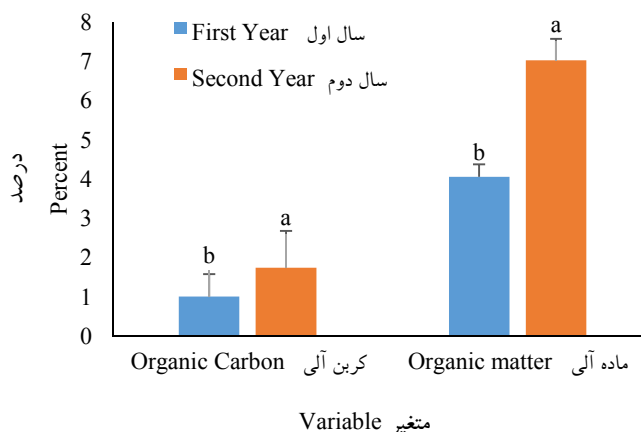 8
7
6
5
4
3
2
1
0
درصد
Percent
First Year سال اول
Second Year سال دوم
b
a
b
a
Organic Carbon کربن آلی
Organic matter ماده آلی
Variable متغیر